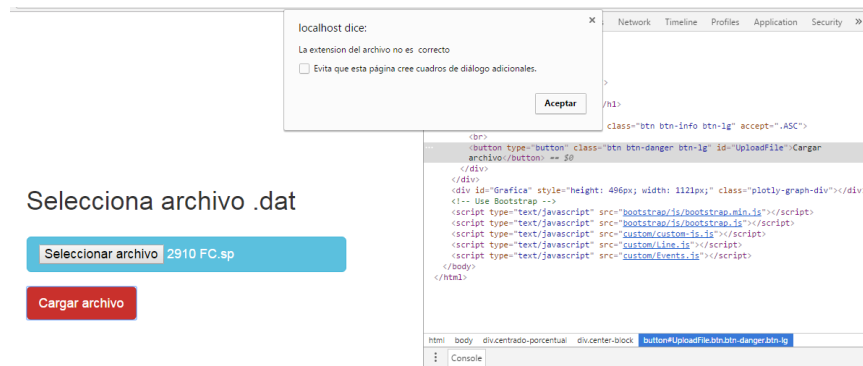 localhost dice:
La extension del archivo no es correcto
Evita que esta página cree cuadros de diálogo adicionales.
Aceptar
Selecciona archivo .dat
Seleccionar archivo 2910 FC.sp
Cargar archivo
Network Timeline Profiles Application Security »
>
/h1>
class="btn btn-info btn-lg" accept=".ASC">
<br>
<button type="button" class="btn btn-danger btn-lg" id="UploadFile">Cargar
archivo</button> == $0
</div>
</div>
<div id="Grafica" style="height: 496px; width: 1121px;" class="plotly-graph-div"></div
<!-- Use Bootstrap -->
<script type="text/javascript" src="bootstrap/js/bootstrap.min.js"></script>
<script type="text/javascript" src="bootstrap/js/bootstrap.js"></script>
<script type="text/javascript" src="custom/custom-js.js"></script>
<script type="text/javascript" src="custom/Line.js"></script>
<script type="text/javascript" src="custom/Events.js"></script>
</body>
</html>
html body div.centrado-porcentual div.center-block button#UploadFile.btn.btn-danger.btn-lg
Console